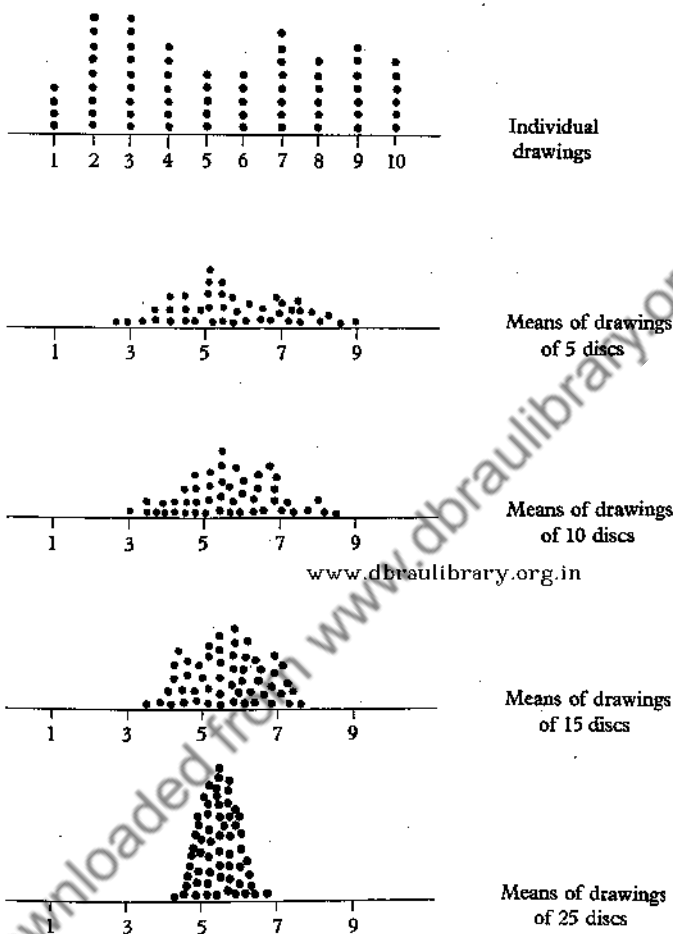 1 2 3 4 5 6 7 8 9 10
Individual
drawings
1 3 5 7 9
Means of drawings
of 5 discs
1 3 5 7 9
Means of drawings
of 10 discs
www.dbraulibrary.org.in
1 3 5 7 9
Means of drawings
of 15 discs
1 3 5 7 9
Means of drawings
of 25 discs
wnloaded from www.dbraulibrary.or